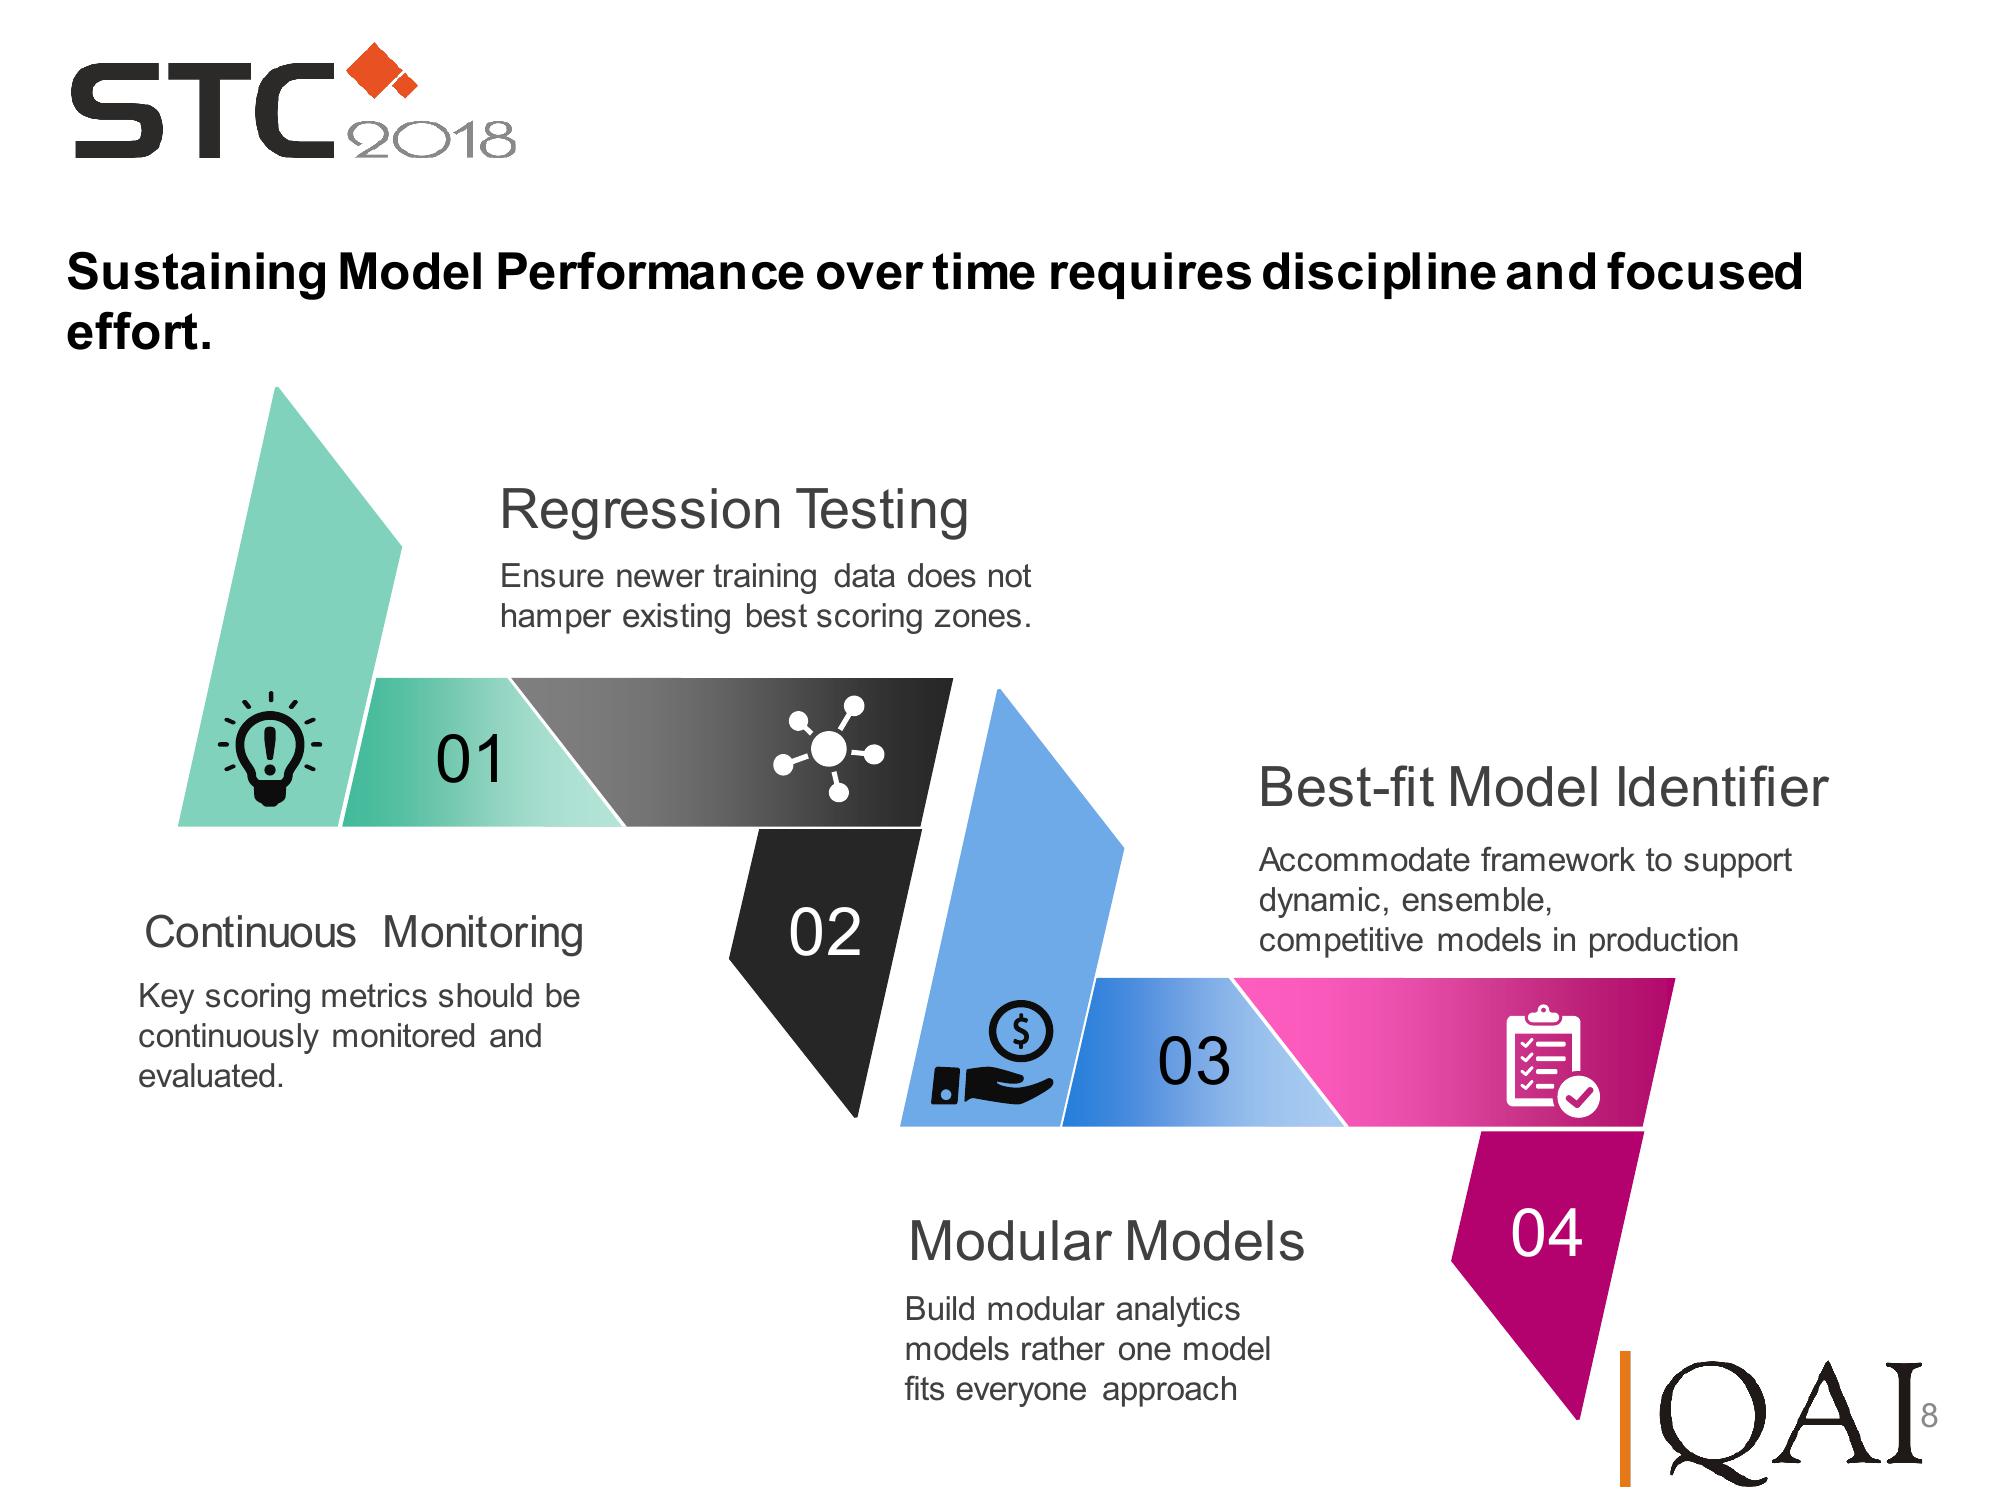 STC 2018
Sustaining Model Performance over time requires discipline and focused
effort.
Regression Testing
Ensure newer training data does not
hamper existing best scoring zones.
01
02
Continuous Monitoring
Key scoring metrics should be
continuously monitored and
evaluated.
Best-fit Model Identifier
Accommodate framework to support
dynamic, ensemble,
competitive models in production
$
03
04
Modular Models
Build modular analytics
models rather one model
fits everyone approach
QAI
8